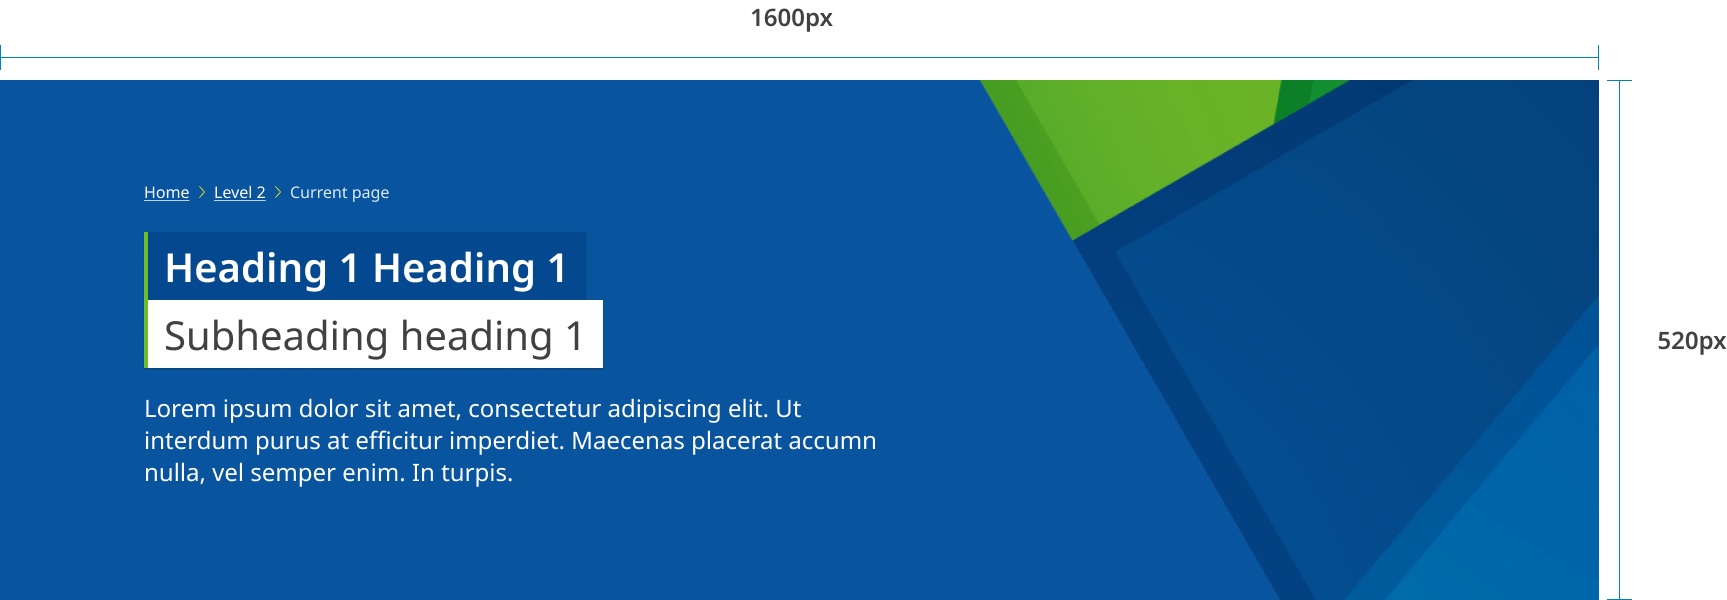 1600px
Home > Level 2 > Current page
Heading 1 Heading 1
Subheading heading 1
520px
Lorem ipsum dolor sit amet, consectetur adipiscing elit. Ut
interdum purus at efficitur imperdiet. Maecenas placerat accumn
nulla, vel semper enim. In turpis.